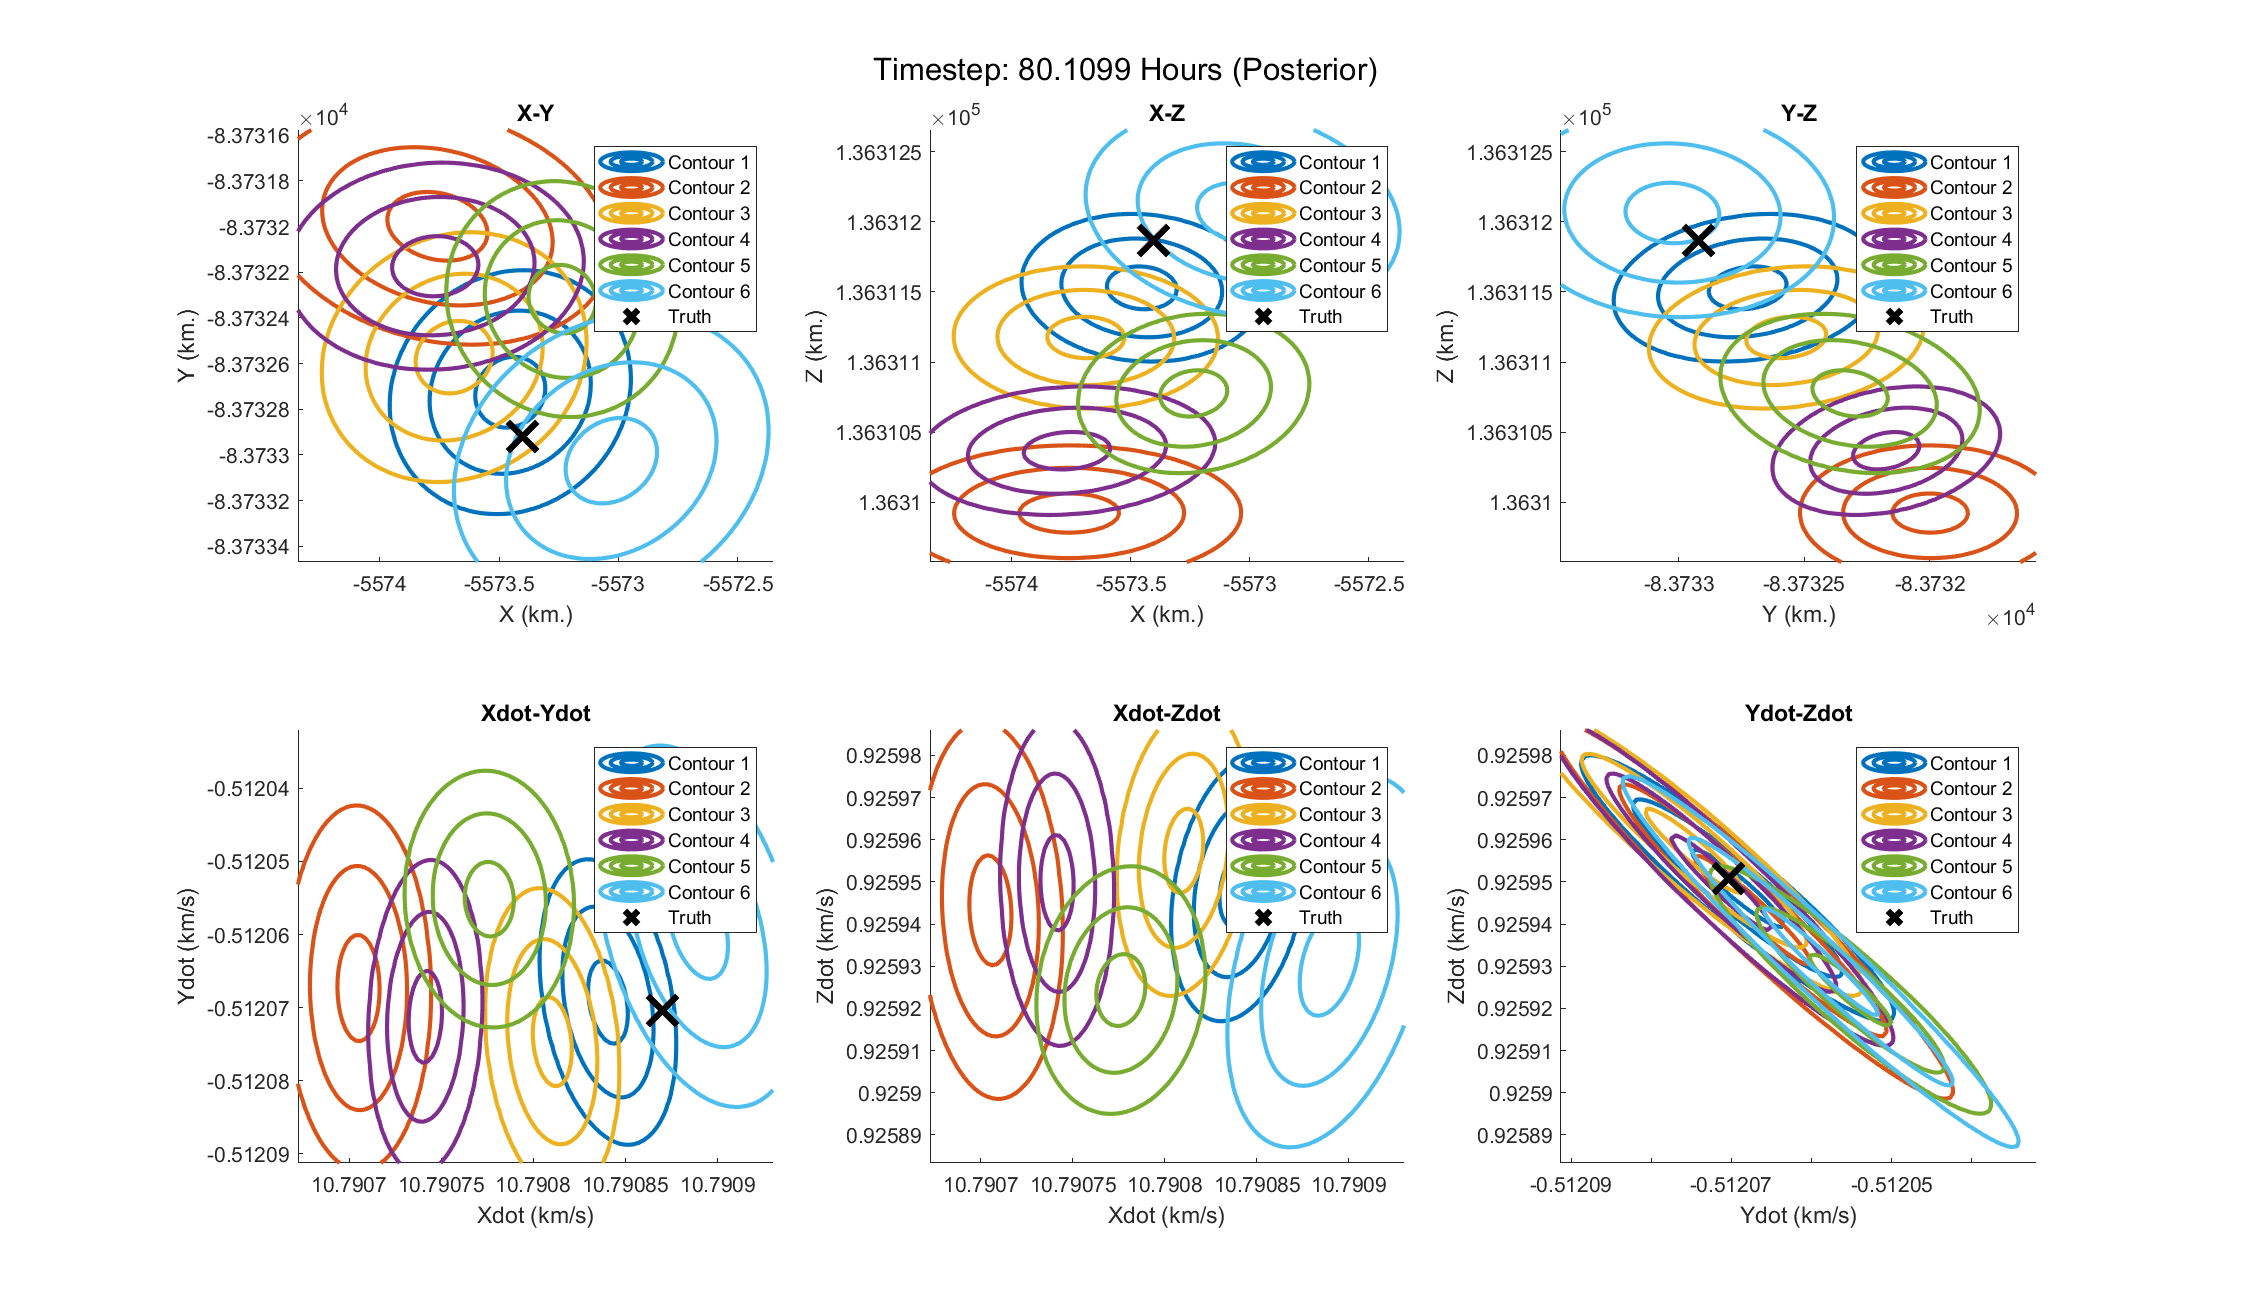 Timestep: 80.1099 Hours (Posterior)
X-Y
×10^4
-8.37316
-8.37318
-8.3732
-8.37322
-8.37324
-8.37326
-8.37328
-8.3733
-8.37332
-8.37334
Y (km.)
-5574
-5573.5
-5573
-5572.5
X (km.)
Contour 1
Contour 2
Contour 3
Contour 4
Contour 5
Contour 6
Truth
X-Z
×10^5
1.363125
1.36312
1.363115
1.36311
1.363105
1.3631
Z (km.)
-5574
-5573.5
-5573
-5572.5
X (km.)
Contour 1
Contour 2
Contour 3
Contour 4
Contour 5
Contour 6
Truth
Y-Z
×10^5
1.363125
1.36312
1.363115
1.36311
1.363105
1.3631
Z (km.)
-8.3733
-8.37325
-8.3732
×10^4
Y (km.)
Contour 1
Contour 2
Contour 3
Contour 4
Contour 5
Contour 6
Truth
Xdot-Ydot
-0.51204
-0.51205
-0.51206
-0.51207
-0.51208
-0.51209
Ydot (km/s)
10.7907
10.79075
10.7908
10.79085
10.7909
Xdot (km/s)
Contour 1
Contour 2
Contour 3
Contour 4
Contour 5
Contour 6
Truth
Xdot-Zdot
0.92598
0.92597
0.92596
0.92595
0.92594
0.92593
0.92592
0.92591
0.9259
0.92589
Zdot (km/s)
10.7907
10.79075
10.7908
10.79085
10.7909
Xdot (km/s)
Contour 1
Contour 2
Contour 3
Contour 4
Contour 5
Contour 6
Truth
Ydot-Zdot
0.92598
0.92597
0.92596
0.92595
0.92594
0.92593
0.92592
0.92591
0.9259
0.92589
Zdot (km/s)
-0.51209
-0.51207
-0.51205
Ydot (km/s)
Contour 1
Contour 2
Contour 3
Contour 4
Contour 5
Contour 6
Truth